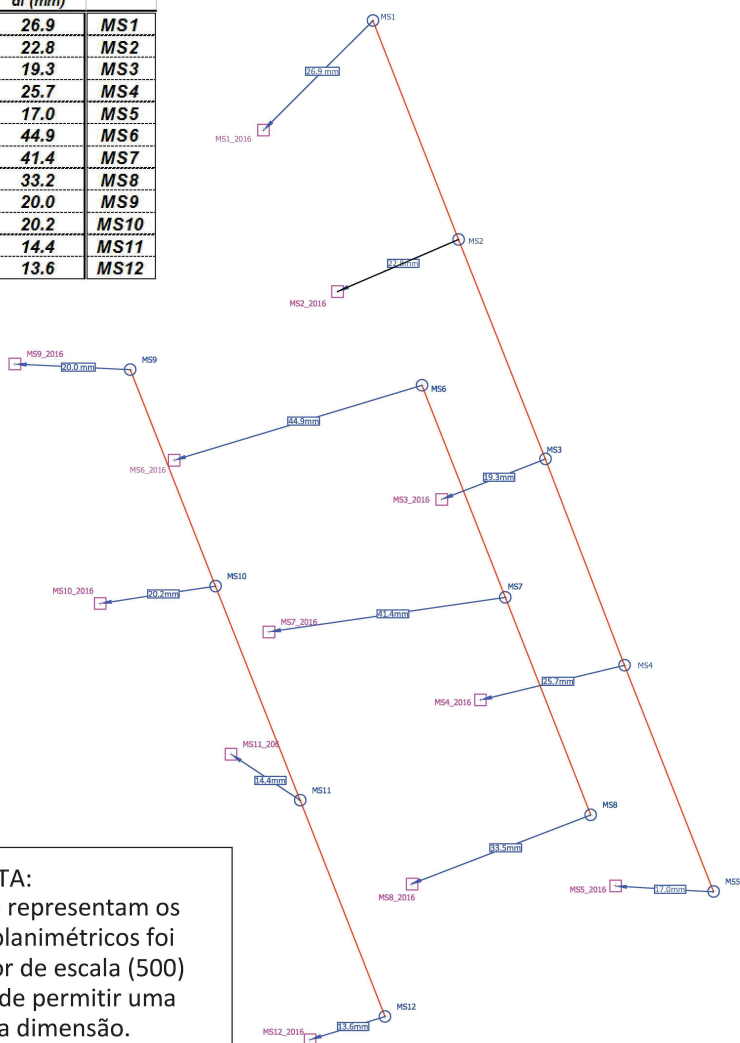 dl (mm)
26.9 MS1
22.8 MS2
19.3 MS3
25.7 MS4
17.0 MS5
44.9 MS6
41.4 MS7
33.2 MS8
20.0 MS9
20.2 MS10
14.4 MS11
13.6 MS12
MS1
26.9 mm
MS1_2016
MS2
MS2_2016
MS9_2016
MS9
20.0 mm
MS6
44.9mm
MS6_2016
MS3
19.3mm
MS3_2016
MS10
MS10_2016
20.2mm
MS7
41.4mm
MS7_2016
MS4
25.7mm
MS4_2016
MS11_206
14.4mm
MS11
MS8
33.5mm
MS8_2016
MS5_2016
17.0mm
MS5
MS12
13.6mm
MS12_2016
TA:
representam os
planimétricos foi
or de escala (500)
de permitir uma
a dimensão.